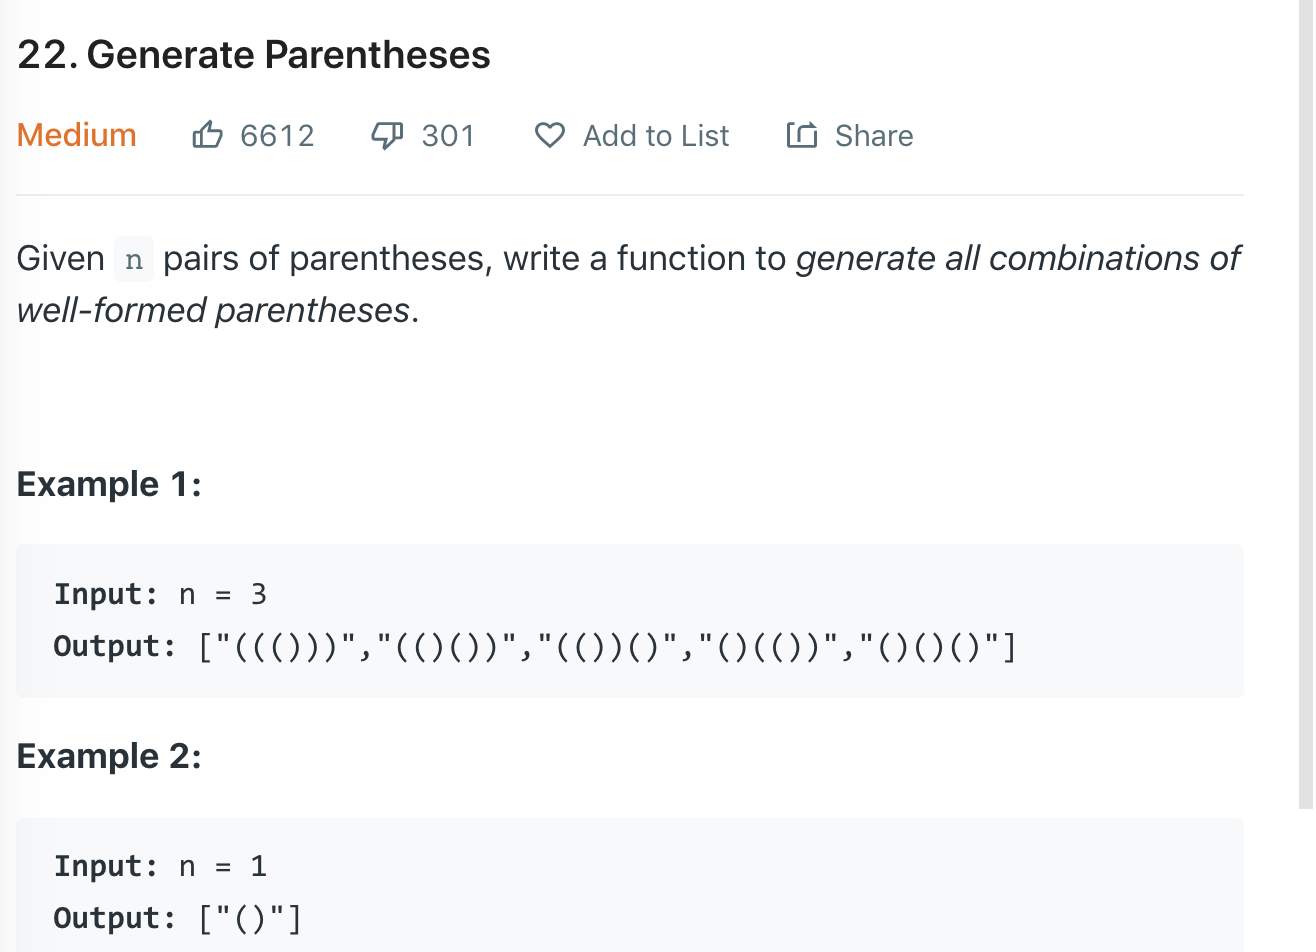 22. Generate Parentheses
Medium 6612 301 Add to List Share
Given n pairs of parentheses, write a function to generate all combinations of
well-formed parentheses.
Example 1:
Input: n = 3
Output: ["((()))","(()())","(())()","()(())","()()()"]
Example 2:
Input: n = 1
Output: ["()"]